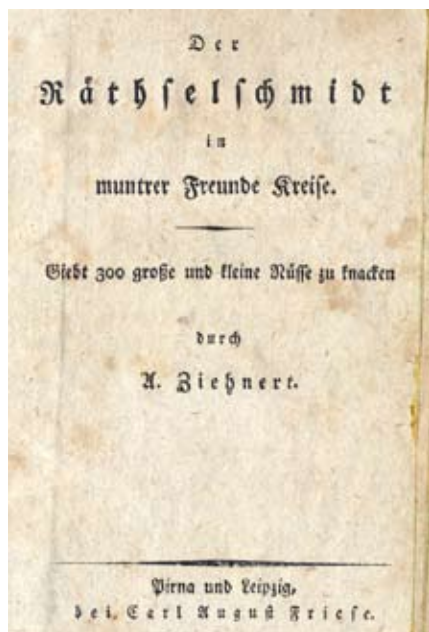 Der
Räthselschmidt
in
muntrer Freunde Kreise.
Giebt 300 große und kleine Nüsse zu knacken
durch
A. Ziehnert.
Pirna und Leipzig,
bei Carl August Friese.